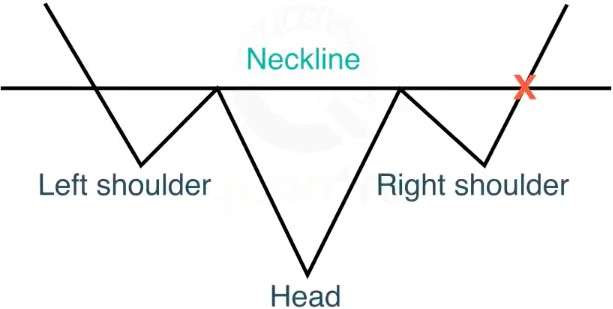 Neckline
X
Left shoulder
Right shoulder
Head